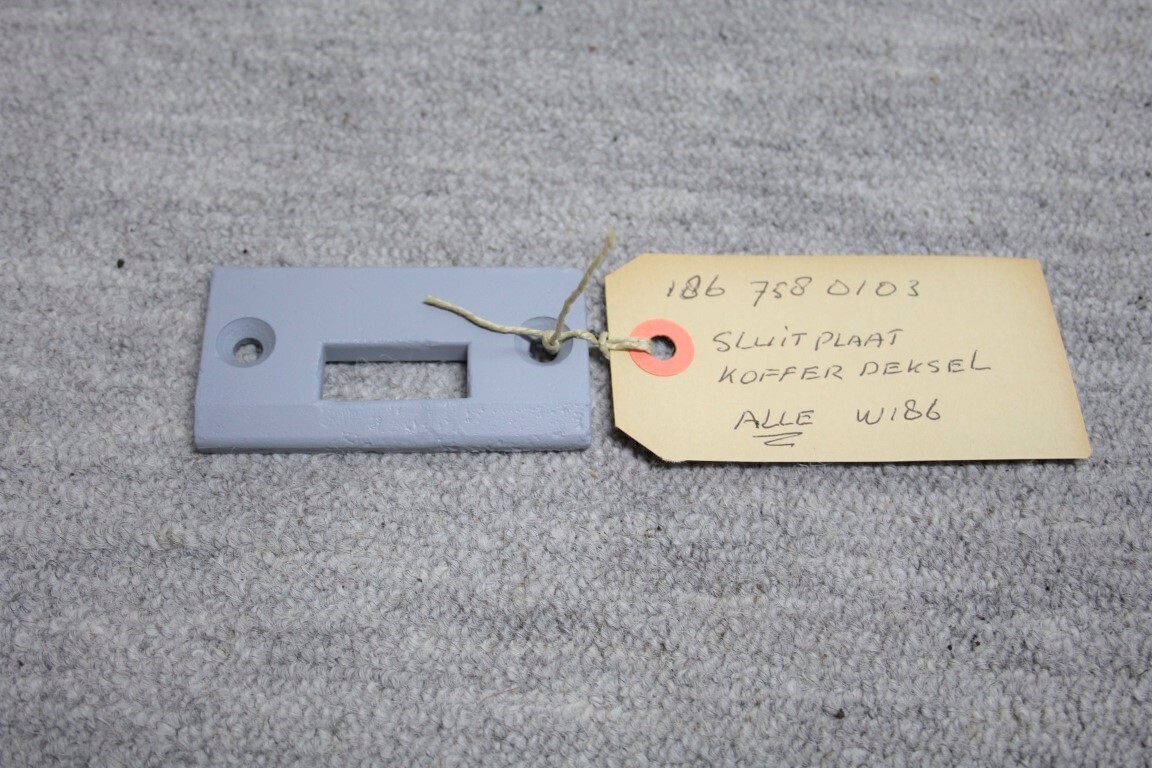 186 758 0103
SLUITPLAAT
KOFFER DEKSEL
ALLE W186